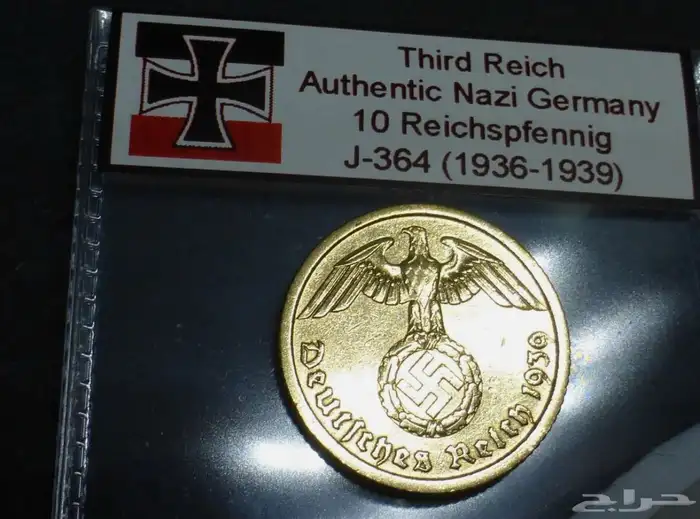 Third Reich
Authentic Nazi Germany
10 Reichspfennig
J-364 (1936-1939)
Deutsches Reich 1939
حراج